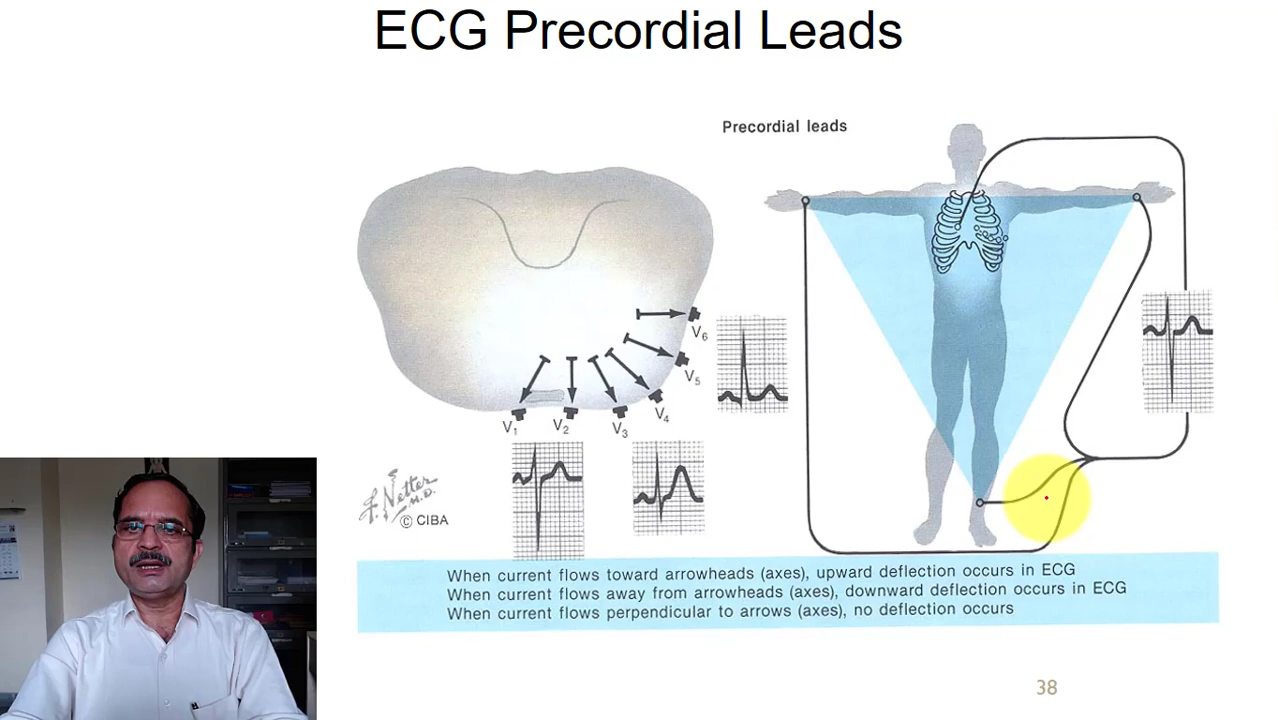 ECG Precordial Leads
Precordial leads
V6
V5
V4
V3
V2
V1
F. Netter
M.D.
© CIBA
When current flows toward arrowheads (axes), upward deflection occurs in ECG
When current flows away from arrowheads (axes), downward deflection occurs in ECG
When current flows perpendicular to arrows (axes), no deflection occurs
38